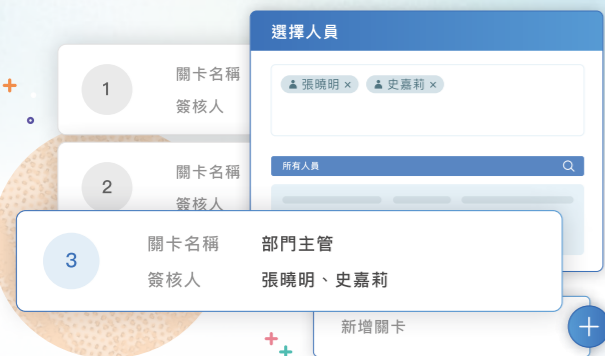 選擇人員
張曉明 ×
史嘉莉 ×
所有人員
1
關卡名稱
簽核人
2
關卡名稱
簽核人
3
關卡名稱 部門主管
簽核人 張曉明、史嘉莉
新增關卡